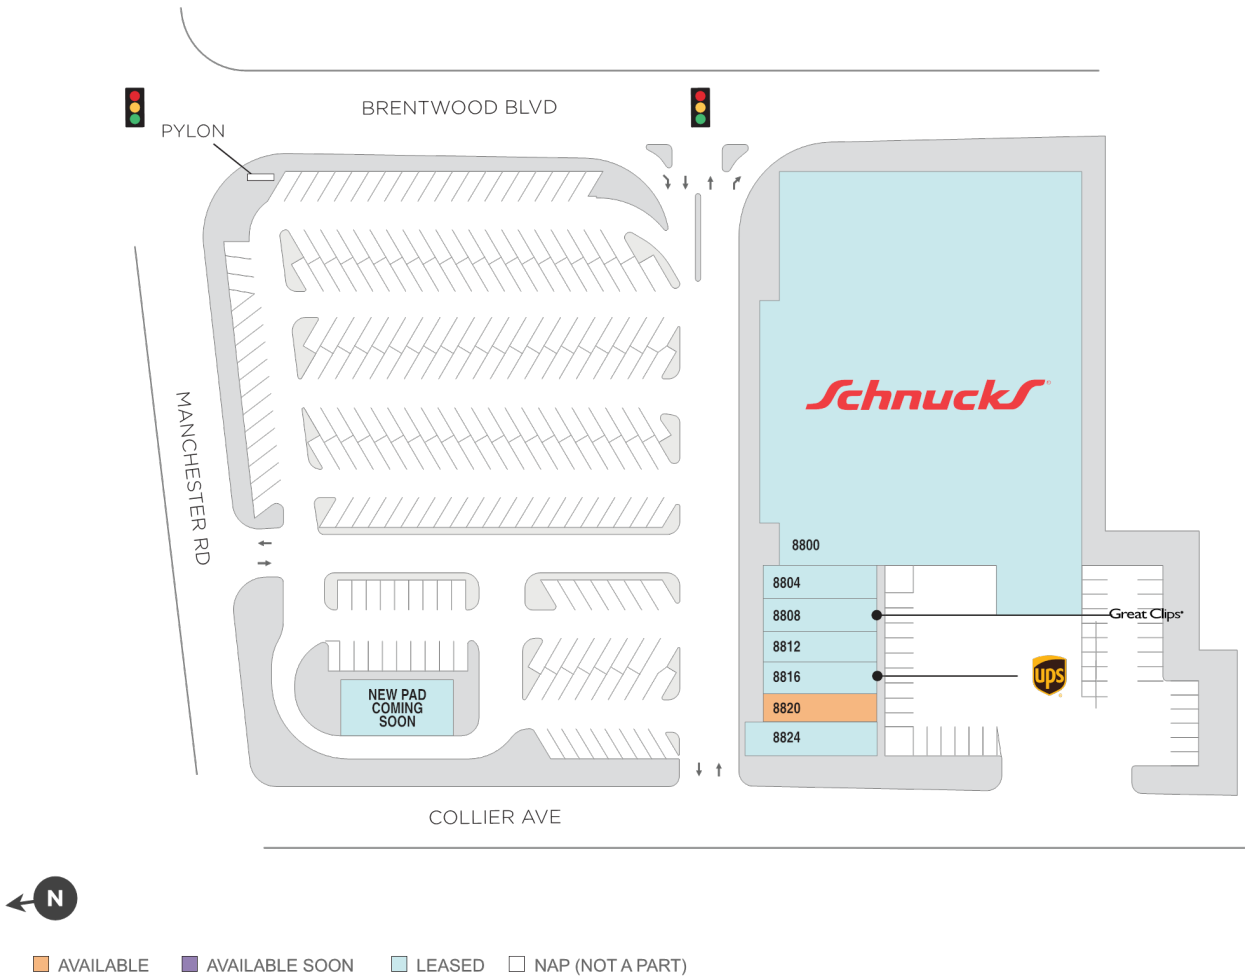 BRENTWOOD BLVD
PYLON
MANCHESTER RD
Schnucks®
8800
8804
8808
Great Clips®
8812
8816
ups
8820
8824
NEW PAD
COMING
SOON
COLLIER AVE
N
AVAILABLE
AVAILABLE SOON
LEASED
NAP (NOT A PART)